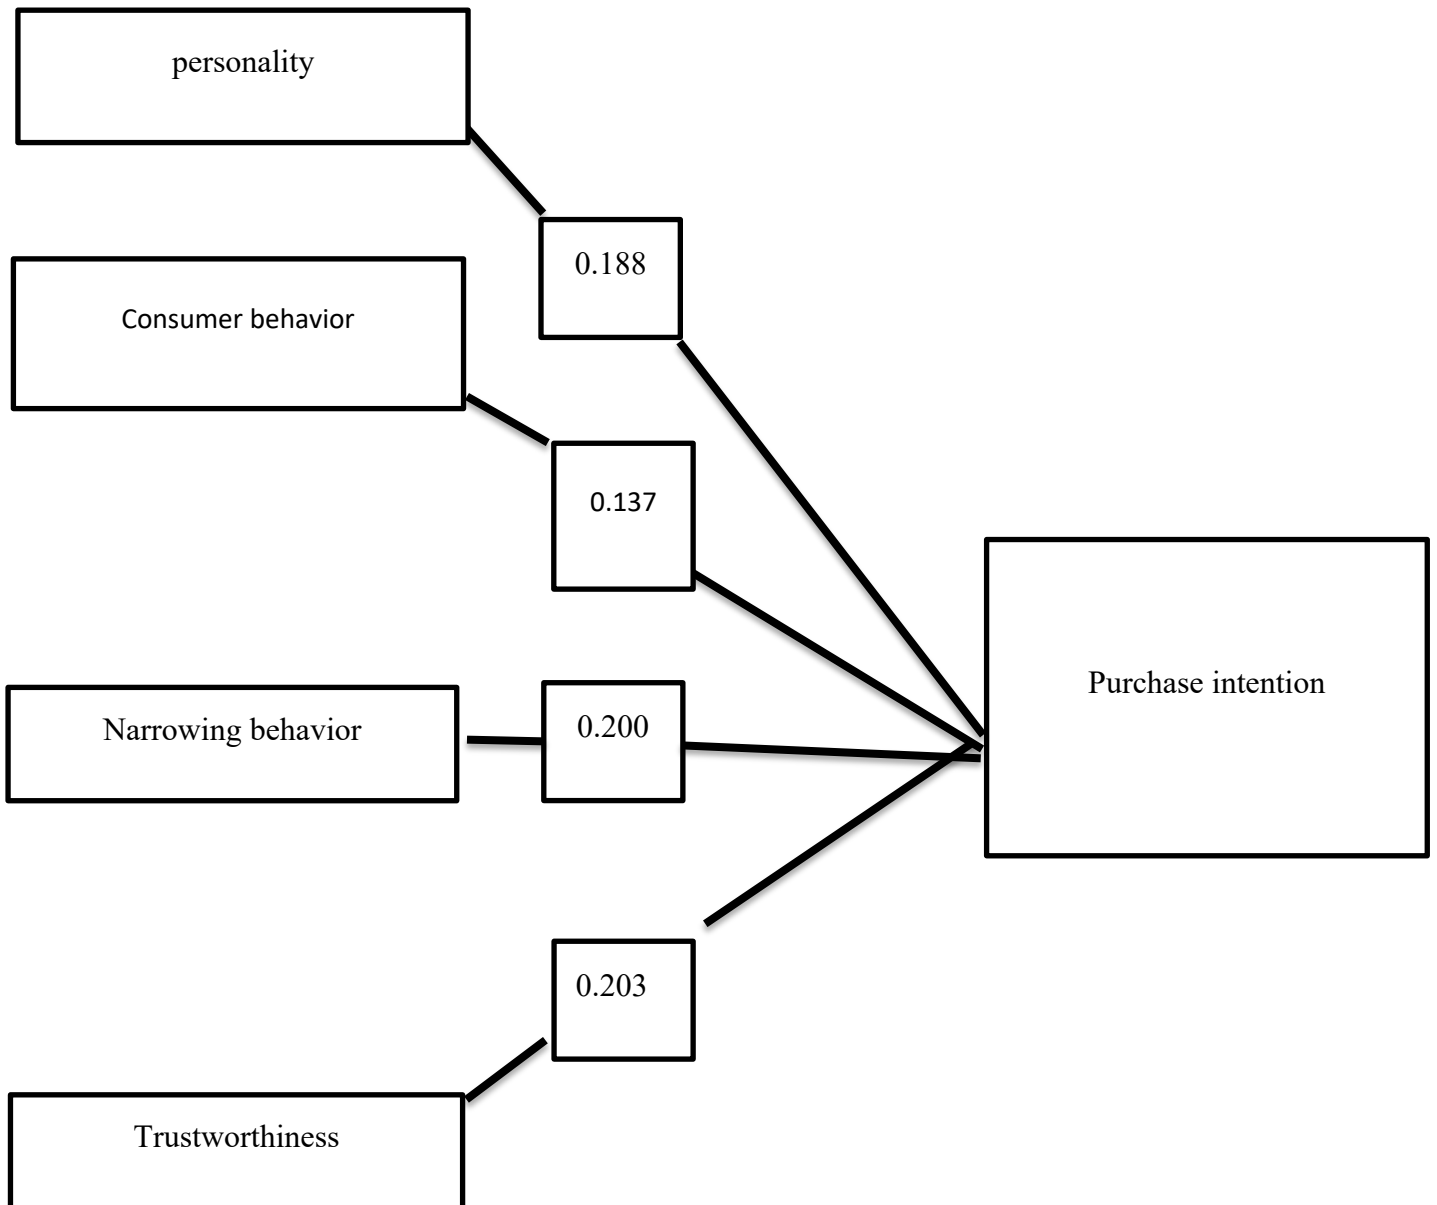 personality
0.188
Consumer behavior
0.137
Purchase intention
Narrowing behavior
0.200
0.203
Trustworthiness